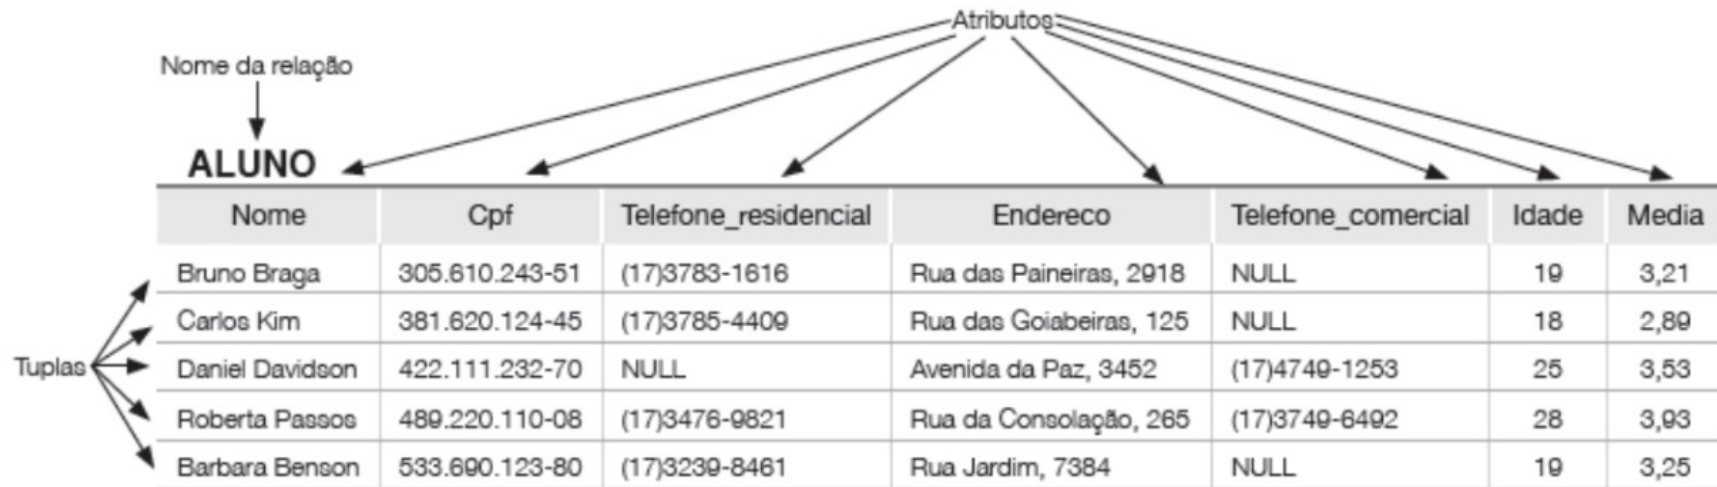 Atributos
Nome da relação
ALUNO
Nome Cpf Telefone_residencial Endereco Telefone_comercial Idade Media
Bruno Braga 305.610.243-51 (17)3783-1616 Rua das Paineiras, 2918 NULL 19 3,21
Carlos Kim 381.620.124-45 (17)3785-4409 Rua das Goiabeiras, 125 NULL 18 2,89
Tuplas Daniel Davidson 422.111.232-70 NULL Avenida da Paz, 3452 (17)4749-1253 25 3,53
Roberta Passos 489.220.110-08 (17)3476-9821 Rua da Consolação, 265 (17)3749-6492 28 3,93
Barbara Benson 533.690.123-80 (17)3239-8461 Rua Jardim, 7384 NULL 19 3,25